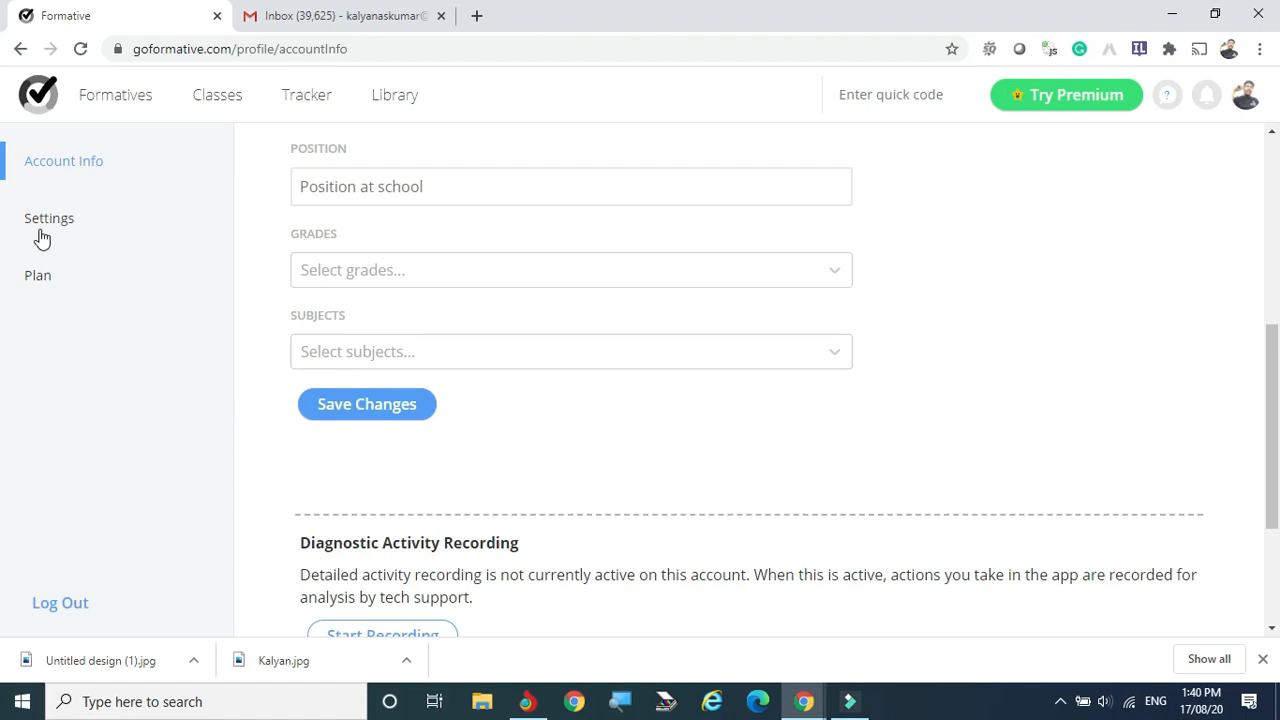 Formative
Inbox (39,625) - kalyanaskumar@
goformative.com/profile/accountInfo
Formatives
Classes
Tracker
Library
Enter quick code
Try Premium
?
Account Info
Settings
Plan
Log Out
POSITION
Position at school
GRADES
Select grades...
SUBJECTS
Select subjects...
Save Changes
Diagnostic Activity Recording
Detailed activity recording is not currently active on this account. When this is active, actions you take in the app are recorded for
analysis by tech support.
Start Recording
Untitled design (1).jpg
Kalyan.jpg
Show all
Type here to search
ENG
1:40 PM
17/08/20